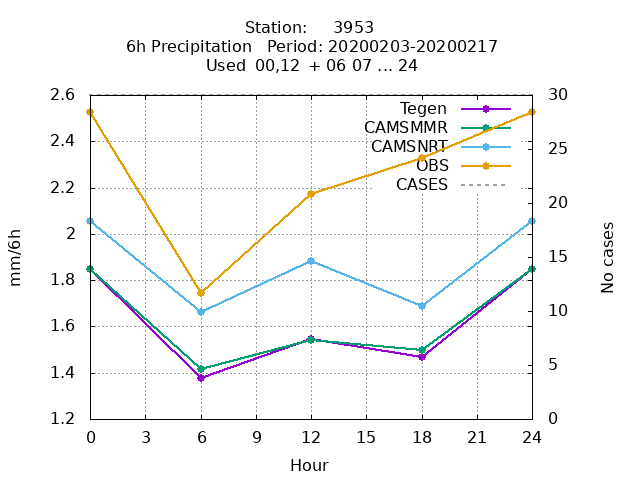 Station: 3953
6h Precipitation Period: 20200203-20200217
Used 00,12 + 06 07 ... 24
2.6
2.4
2.2
2
1.8
1.6
1.4
1.2
mm/6h
30
25
20
15
10
5
0
No cases
Tegen
CAMSMMR
CAMSNRT
OBS
CASES
0 3 6 9 12 15 18 21 24
Hour